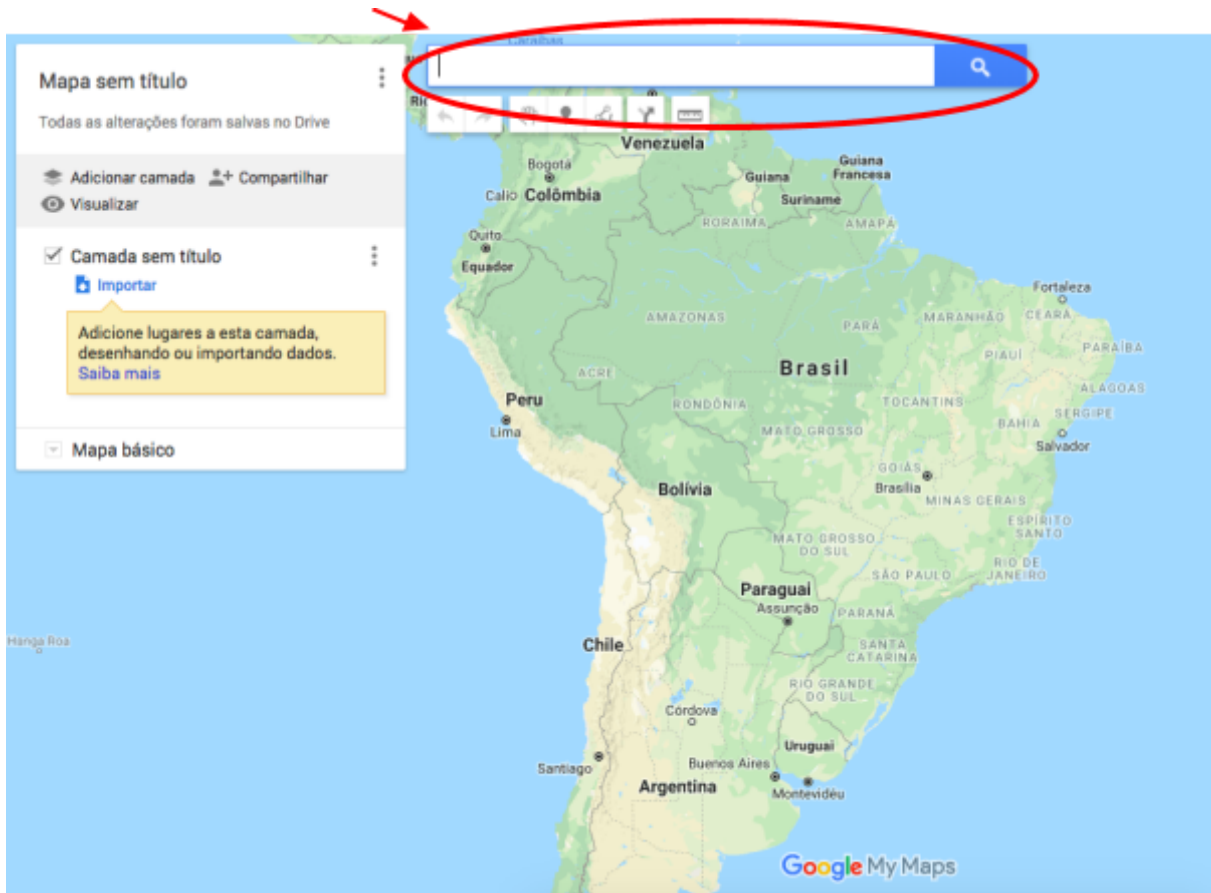 Mapa sem título
Todas as alterações foram salvas no Drive
Adicionar camada Compartilhar
Visualizar
Camada sem título
Importar
Adicione lugares a esta camada,
desenhando ou importando dados.
Saiba mais
Mapa básico
Venezuela
Bogotá
Guiana
Guiana
Francesa
Calio Colômbia
Suriname
RORAIMA
AMAPÁ
Quito
Equador
Fortaleza
AMAZONAS
PARÁ
MARANHÃO
CEARÁ
PIAUÍ
PARAÍBA
ACRE
Brasil
ALAGOAS
Peru
RONDÔNIA
TOCANTINS
SERGIPE
Lima
MATO GROSSO
BAHIA
Salvador
GOIÁS
Bolívia
Brasília
MINAS GERAIS
ESPÍRITO
SANTO
MATO GROSSO
DO SUL
RIO DE
JANEIRO
SÃO PAULO
Paraguai
Assunção
PARANÁ
Hanga Roa
Chile
SANTA
CATARINA
RIO GRANDE
DO SUL
Córdova
Uruguai
Santiago
Buenos Aires
Argentina
Montevidéu
Google My Maps